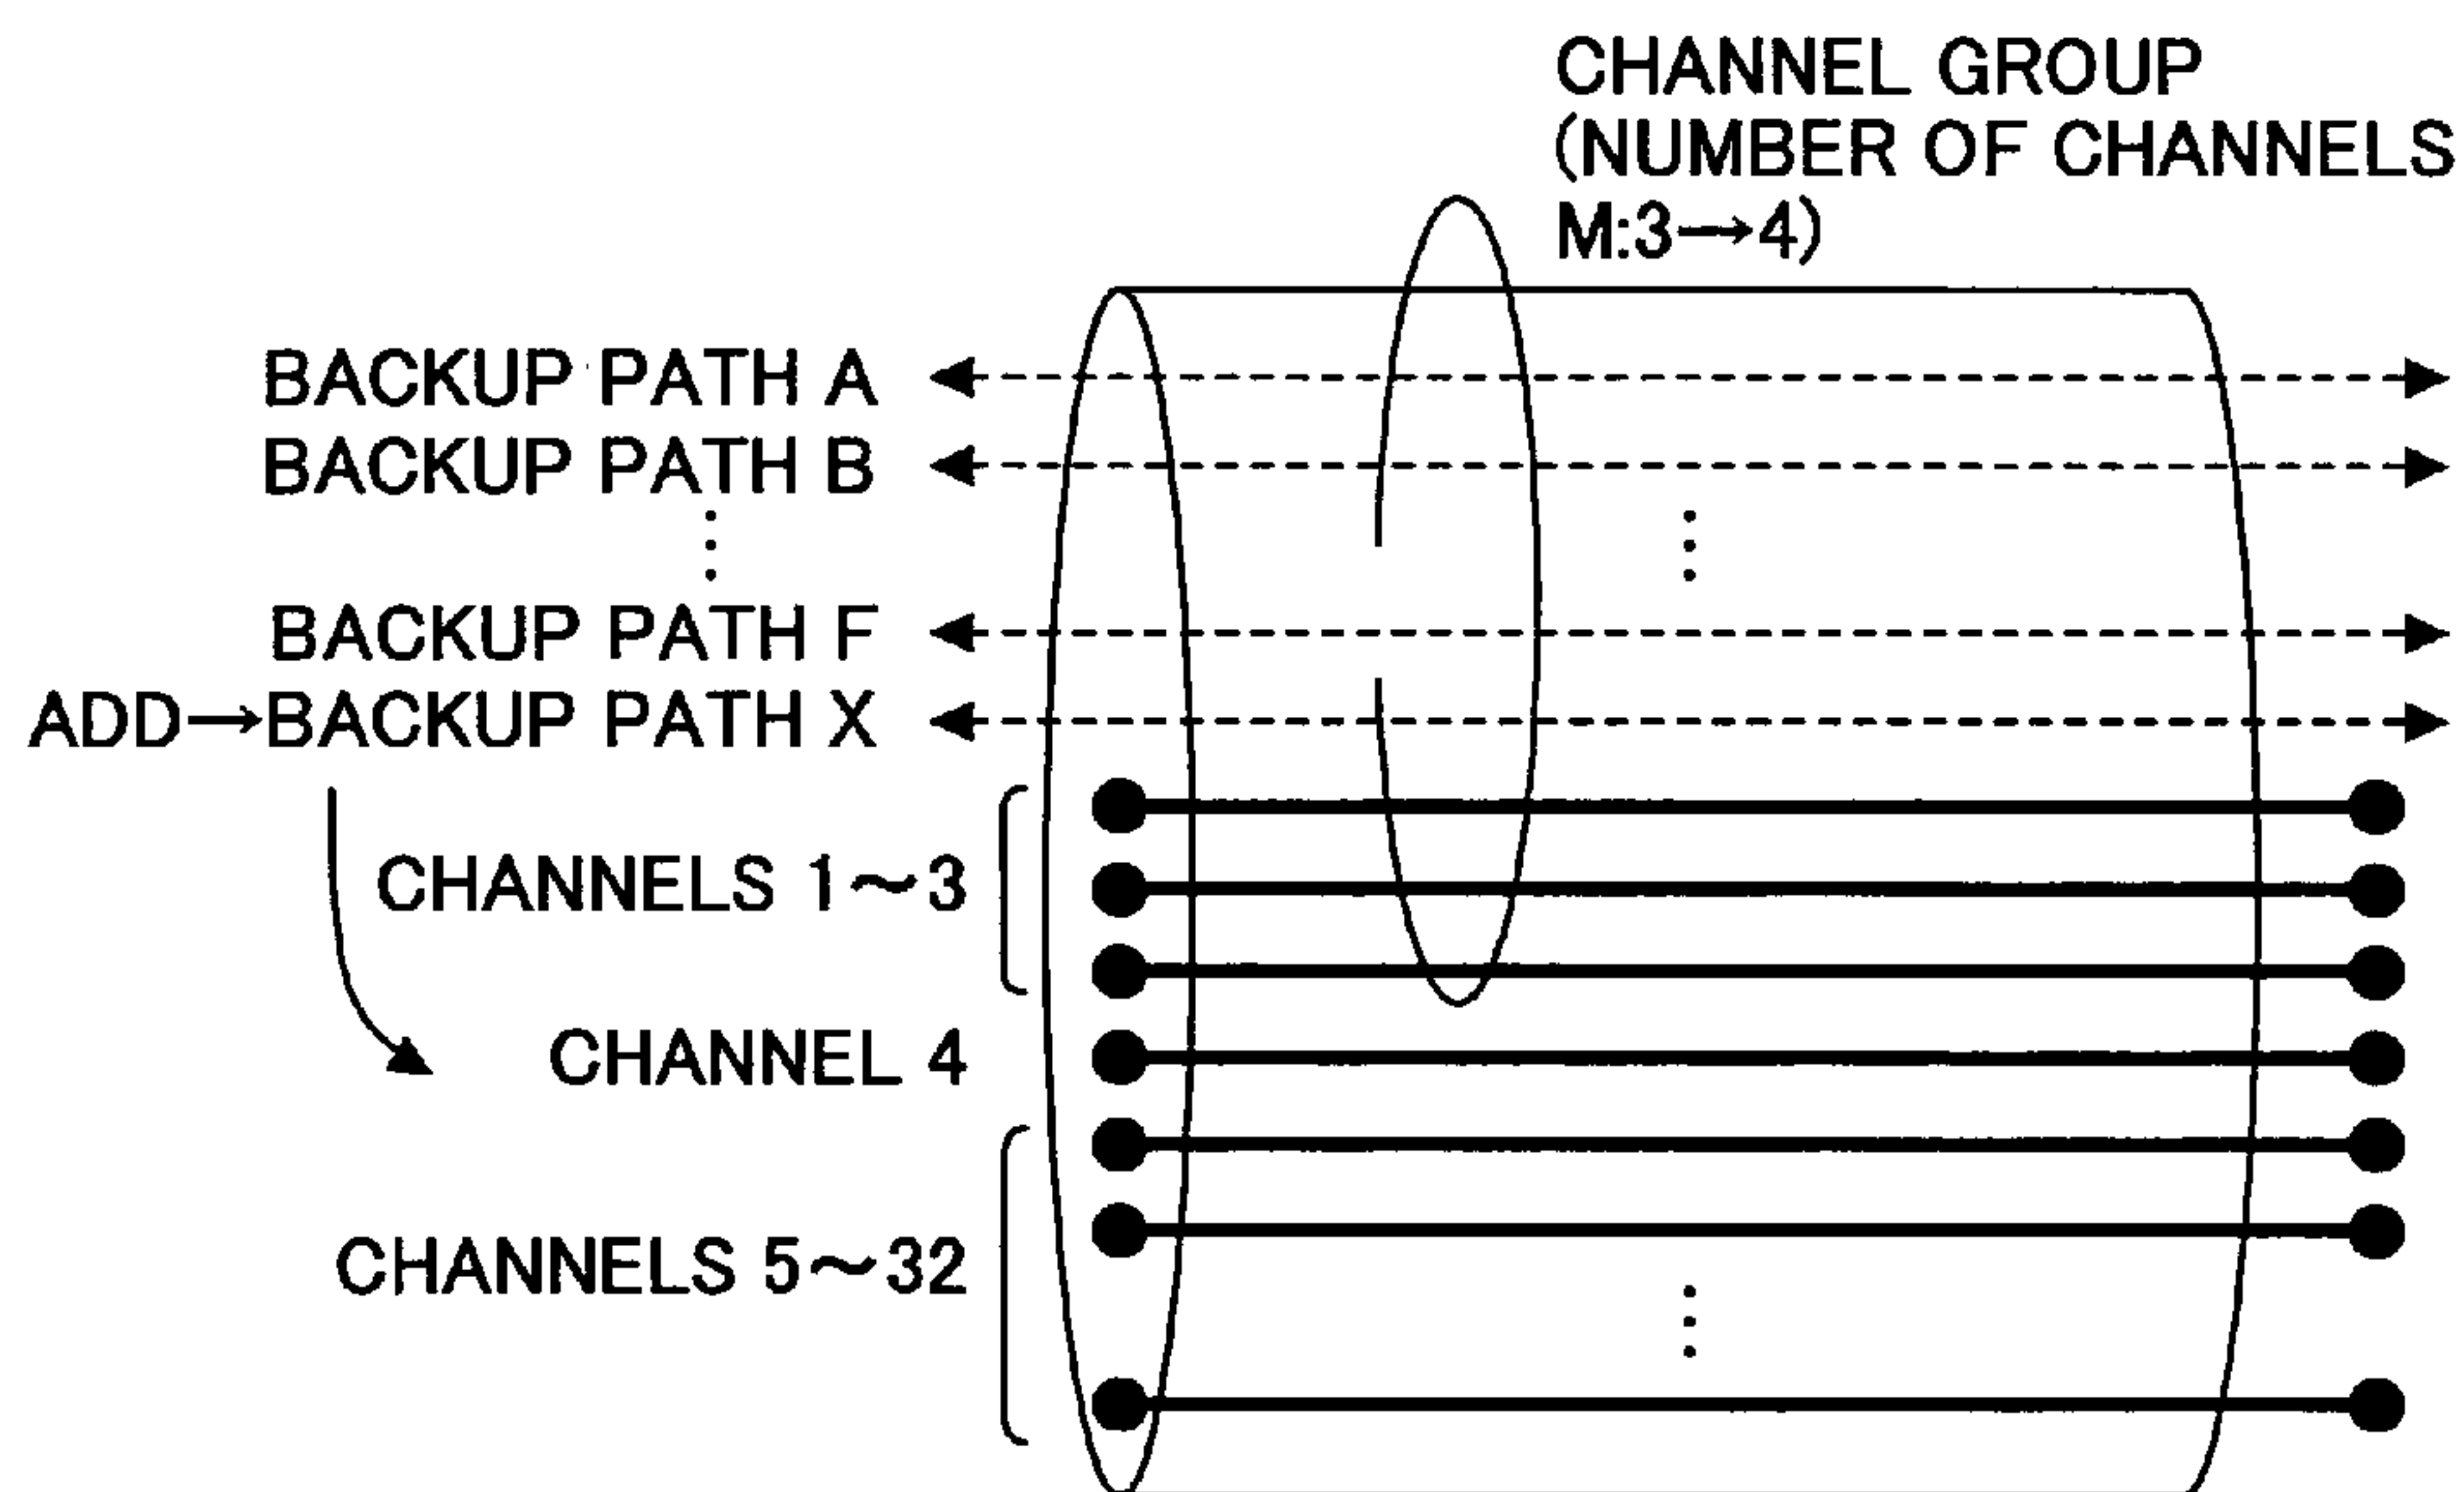 CHANNEL GROUP
(NUMBER OF CHANNELS
M:3→4)
BACKUP PATH A
BACKUP PATH B
BACKUP PATH F
ADD→BACKUP PATH X
CHANNELS 1～3
CHANNEL 4
CHANNELS 5～32